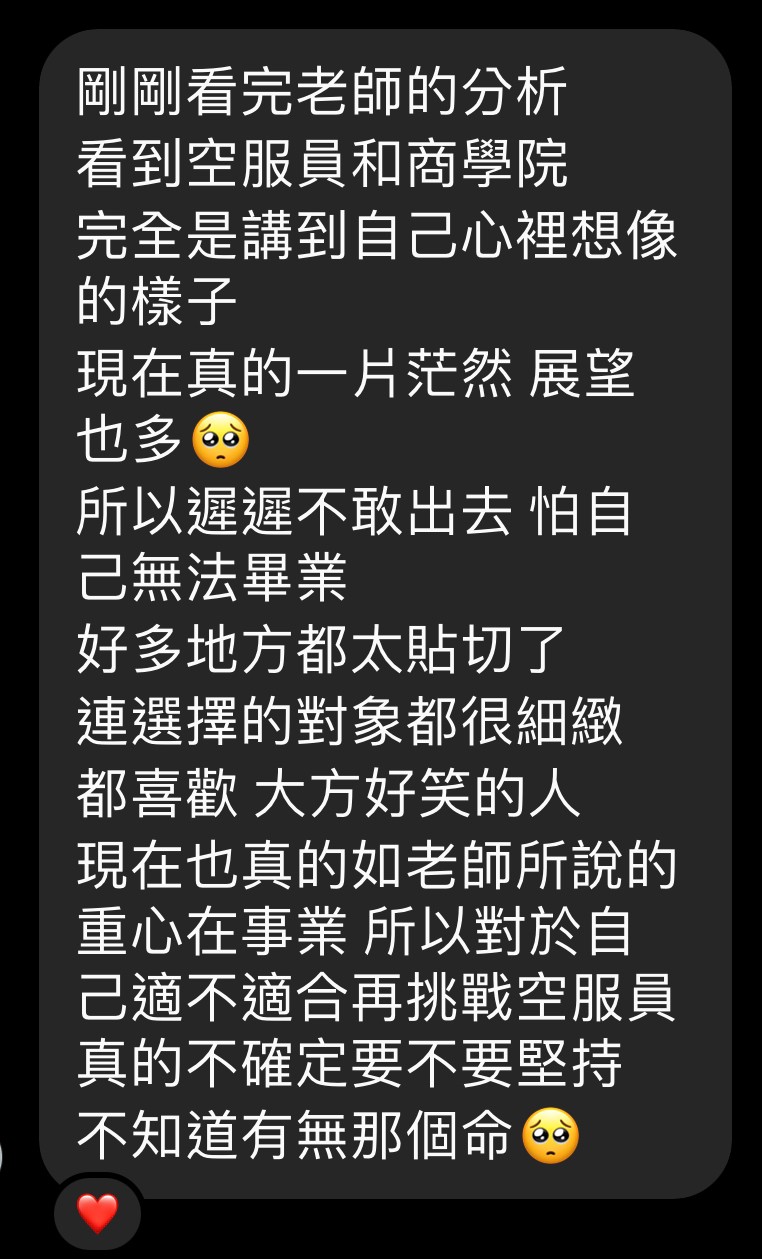 剛剛看完老師的分析
看到空服員和商學院
完全是講到自己心裡想像
的樣子
現在真的一片茫然 展望
也多🥺
所以遲遲不敢出去 怕自
己無法畢業
好多地方都太貼切了
連選擇的對象都很細緻
都喜歡 大方好笑的人
現在也真的如老師所說的
重心在事業 所以對於自
己適不適合再挑戰空服員
真的不確定要不要堅持
不知道有無那個命🥺
❤️